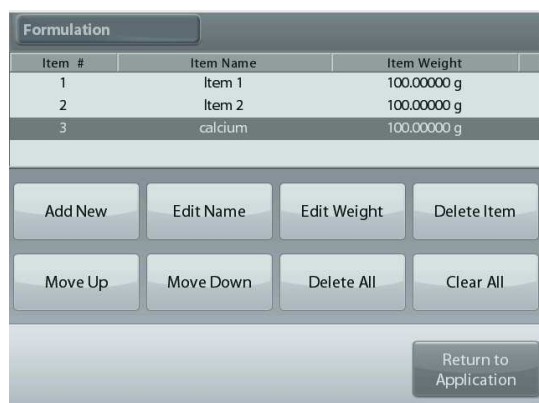 Formulation
Item # Item Name Item Weight
1 Item 1 100.00000 g
2 Item 2 100.00000 g
3 calcium 100.00000 g
Add New Edit Name Edit Weight Delete Item
Move Up Move Down Delete All Clear All
Return to
Application